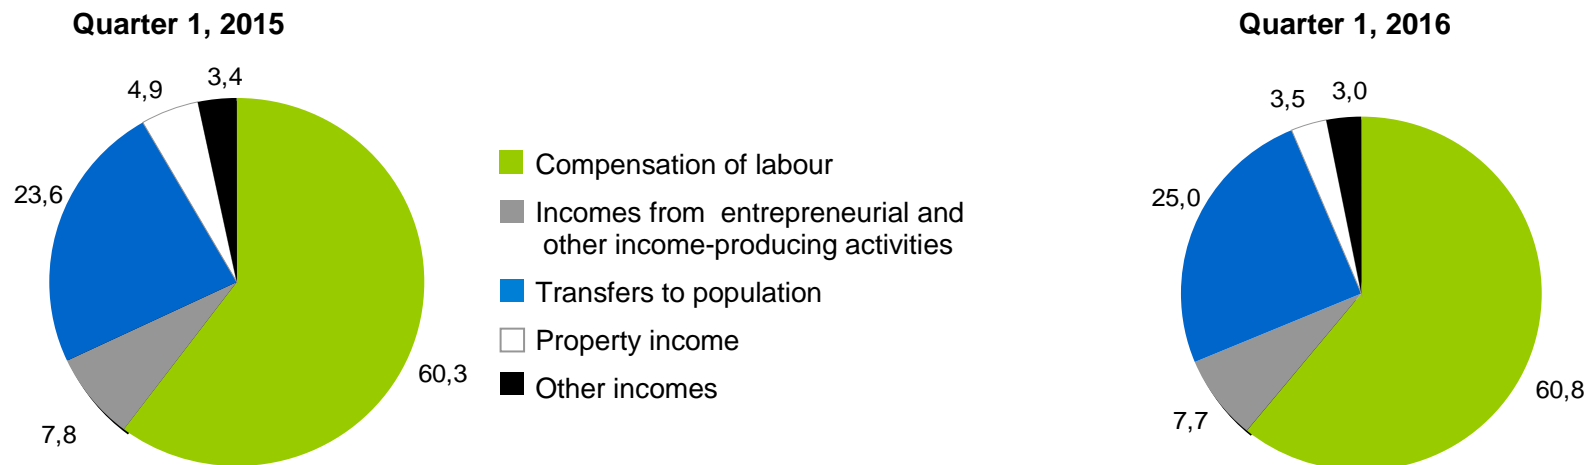 Quarter 1, 2015
3,4
4,9
23,6
7,8
60,3
Compensation of labour
Incomes from entrepreneurial and
other income-producing activities
Transfers to population
Property income
Other incomes
Quarter 1, 2016
3,0
3,5
25,0
7,7
60,8